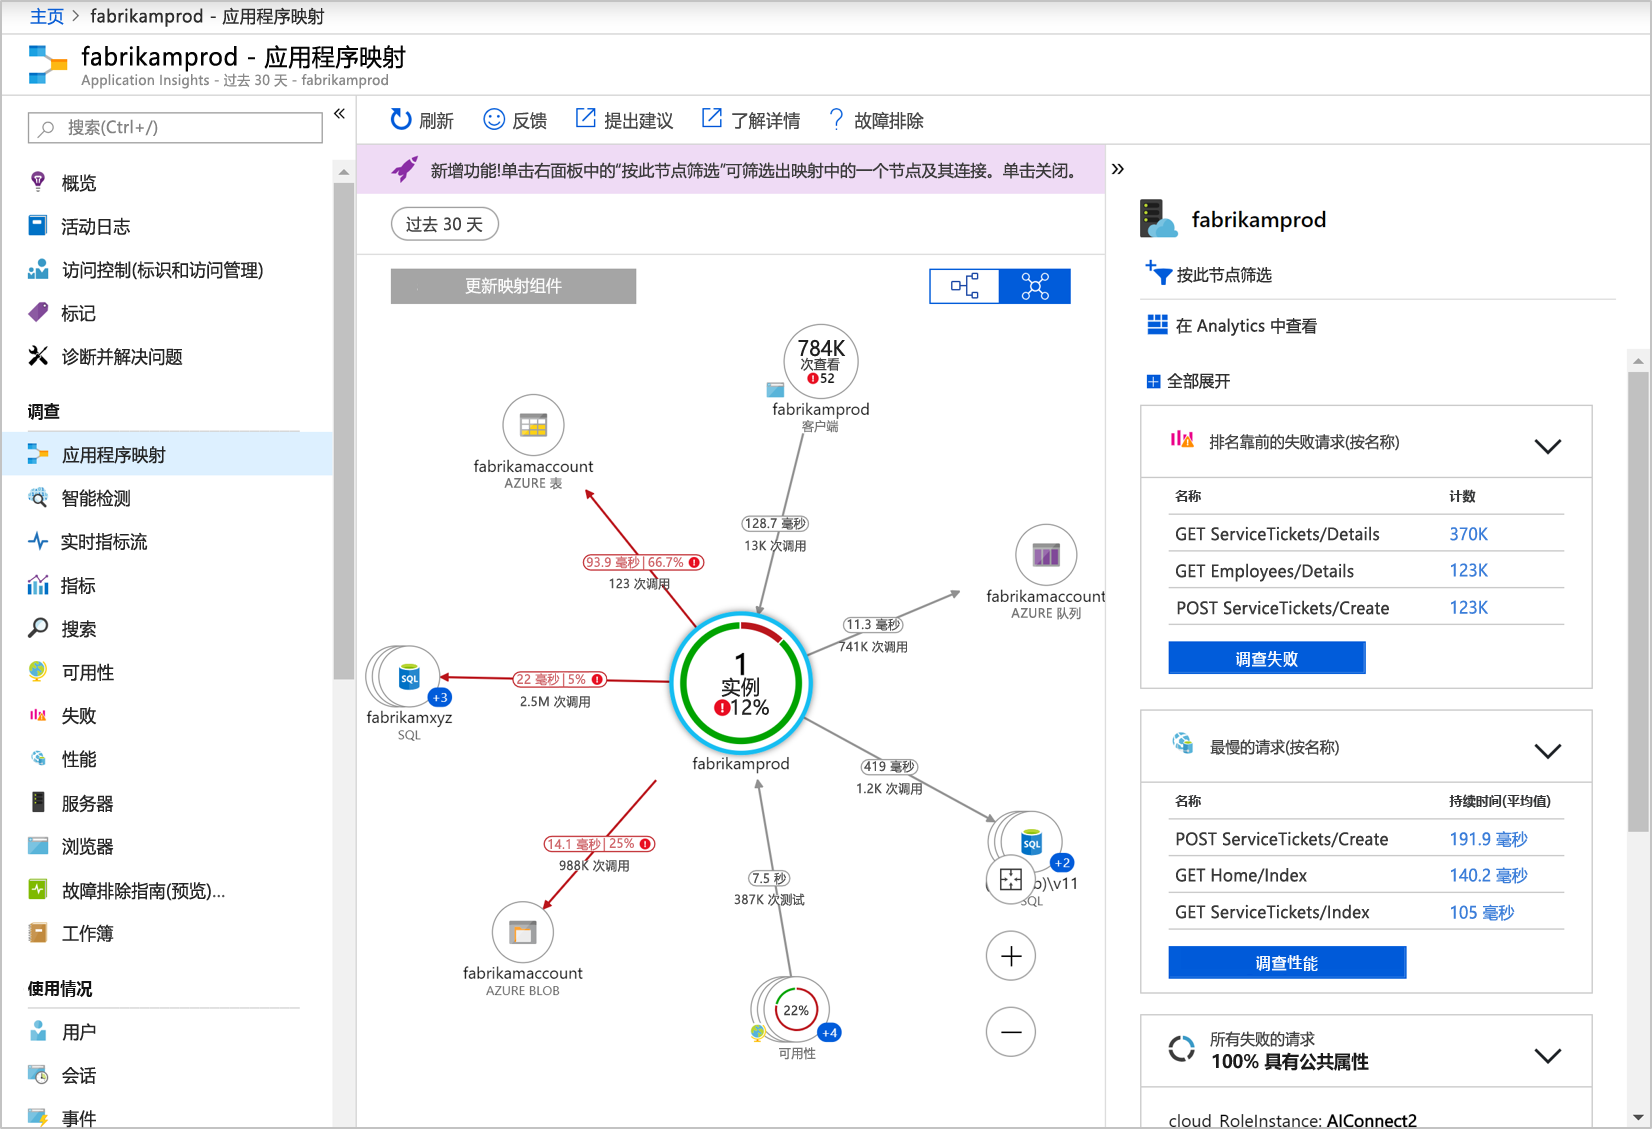 主页 > fabrikamprod - 应用程序映射
fabrikamprod - 应用程序映射
Application Insights - 过去 30 天 - fabrikamprod
搜索(Ctrl+/)
概览
活动日志
访问控制(标识和访问管理)
标记
诊断并解决问题
调查
应用程序映射
智能检测
实时指标流
指标
搜索
可用性
失败
性能
服务器
浏览器
故障排除指南(预览)...
工作簿
使用情况
用户
会话
事件
刷新
反馈
提出建议
了解详情
故障排除
新增功能!单击右面板中的“按此节点筛选”可筛选出映射中的一个节点及其连接。单击关闭。
过去 30 天
更新映射组件
784K
次查看
52
fabrikamprod
客户端
fabrikamaccount
AZURE 表
128.7 毫秒
13K 次调用
93.9 毫秒 | 66.7%
123 次调用
fabrikamaccount
AZURE 队列
11.3 毫秒
741K 次调用
SQL
+3
fabrikamxyz
SQL
22 毫秒 | 5%
2.5M 次调用
1
实例
12%
fabrikamprod
419 毫秒
1.2K 次调用
14.1 毫秒 | 25%
988K 次调用
SQL
+2
b)\v11
SQL
7.5 秒
387K 次测试
fabrikamaccount
AZURE BLOB
22%
+4
可用性
fabrikamprod
按此节点筛选
在 Analytics 中查看
全部展开
排名靠前的失败请求(按名称)
名称 计数
GET ServiceTickets/Details 370K
GET Employees/Details 123K
POST ServiceTickets/Create 123K
调查失败
最慢的请求(按名称)
名称 持续时间(平均值)
POST ServiceTickets/Create 191.9 毫秒
GET Home/Index 140.2 毫秒
GET ServiceTickets/Index 105 毫秒
调查性能
所有失败的请求
100% 具有公共属性
cloud_RoleInstance: AIConnect2